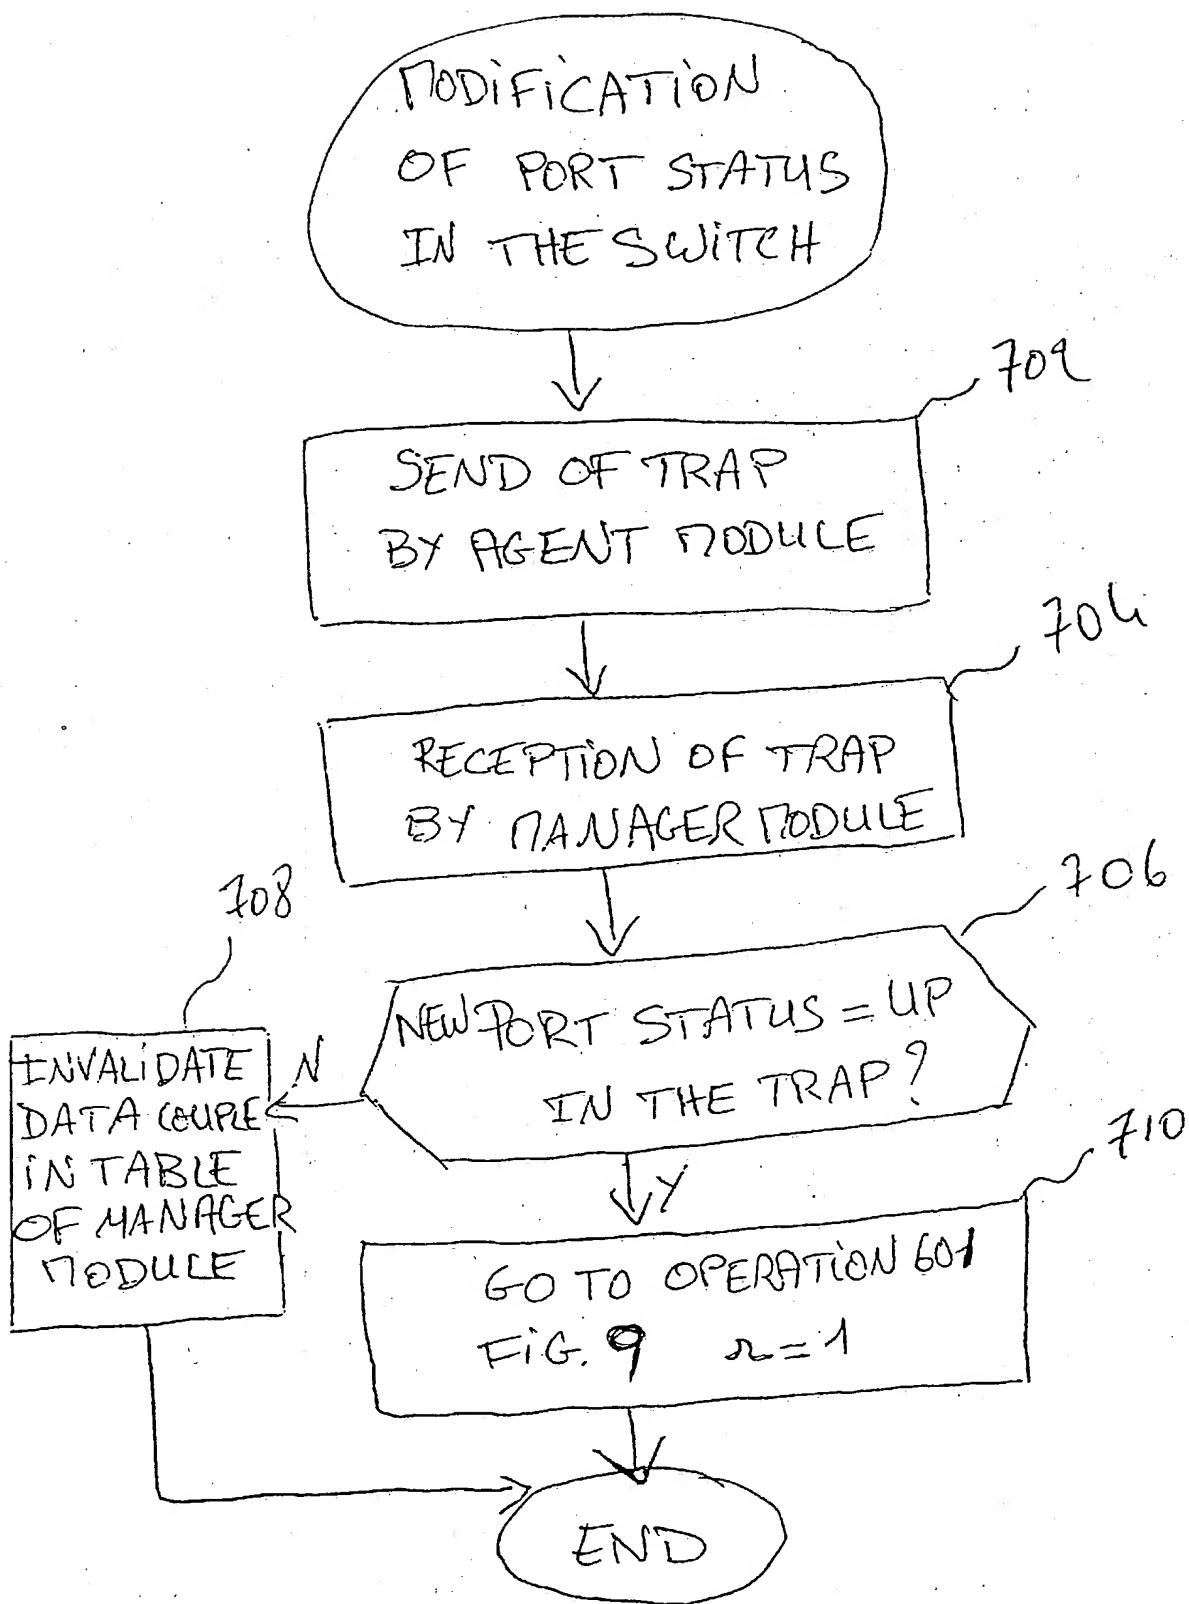 MODIFICATION
OF PORT STATUS
IN THE SWITCH
702
SEND OF TRAP
BY AGENT MODULE
704
RECEPTION OF TRAP
BY MANAGER MODULE
706
NEW PORT STATUS = UP
IN THE TRAP?
708
N
INVALIDATE
DATA COUPLE
IN TABLE
OF MANAGER
MODULE
Y
710
GO TO OPERATION 601
FIG. 9 r=1
END